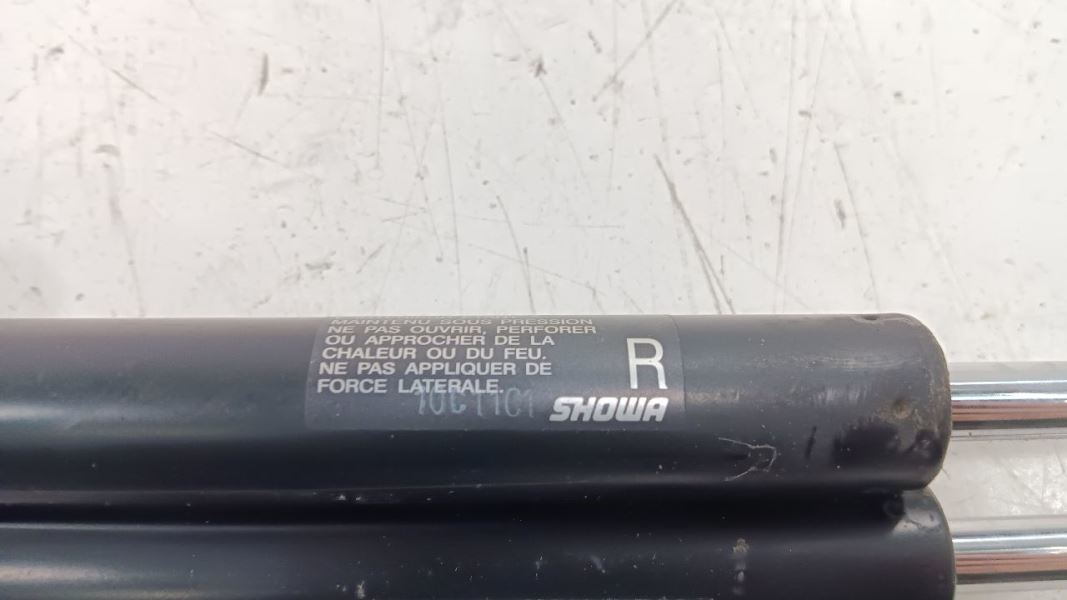 MAINTENU SOUS PRESSION
NE PAS OUVRIR, PERFORER
OU APPROCHER DE LA
CHALEUR OU DU FEU.
NE PAS APPLIQUER DE
FORCE LATERALE.
R
SHOWA